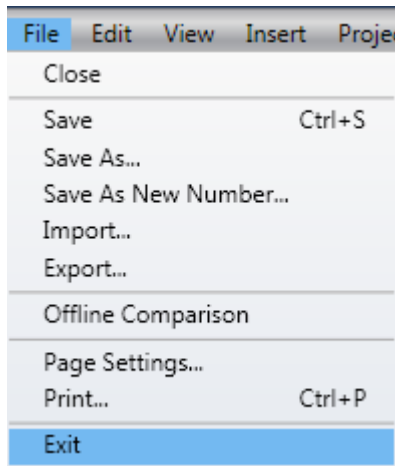 File Edit View Insert Proje
Close
Save Ctrl+S
Save As...
Save As New Number...
Import...
Export...
Offline Comparison
Page Settings...
Print... Ctrl+P
Exit